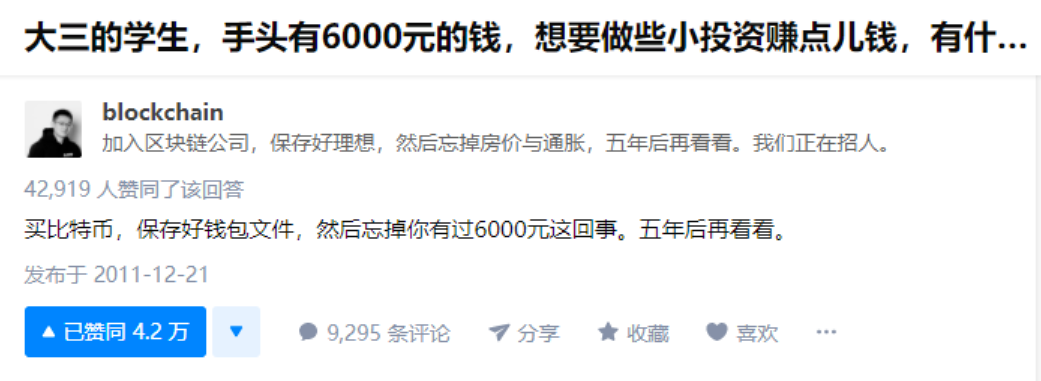 大三的学生，手头有6000元的钱，想要做些小投资赚点儿钱，有什...
blockchain
加入区块链公司，保存好理想，然后忘掉房价与通胀，五年后再看看。我们正在招人。
42,919 人赞同了该回答
买比特币，保存好钱包文件，然后忘掉你有过6000元这回事。五年后再看看。
发布于 2011-12-21
已赞同 4.2 万 9,295 条评论 分享 收藏 喜欢 ...